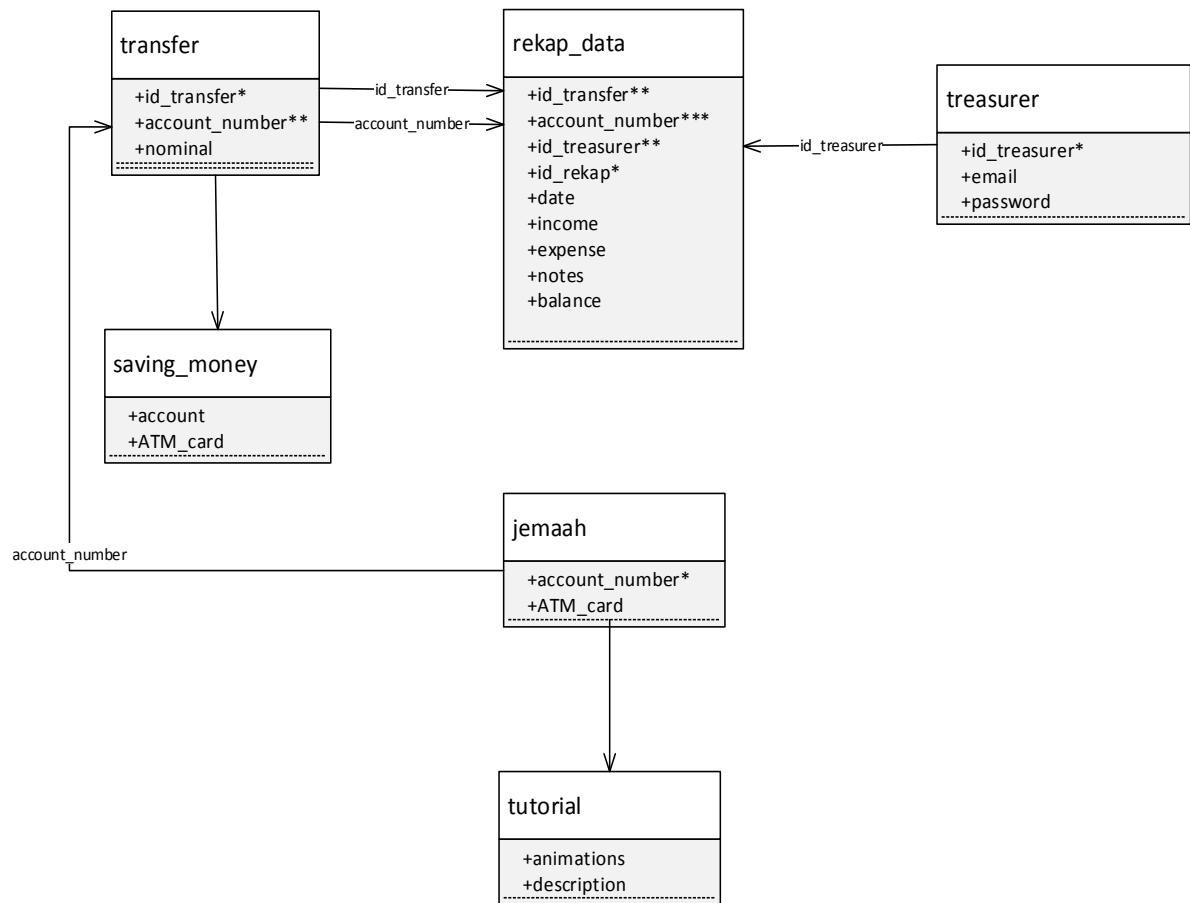 transfer
+id_transfer*
+account_number**
+nominal
id_transfer
account_number
rekap_data
+id_transfer**
+account_number***
+id_treasurer**
+id_rekap*
+date
+income
+expense
+notes
+balance
id_treasurer
treasurer
+id_treasurer*
+email
+password
saving_money
+account
+ATM_card
account_number
jemaah
+account_number*
+ATM_card
tutorial
+animations
+description